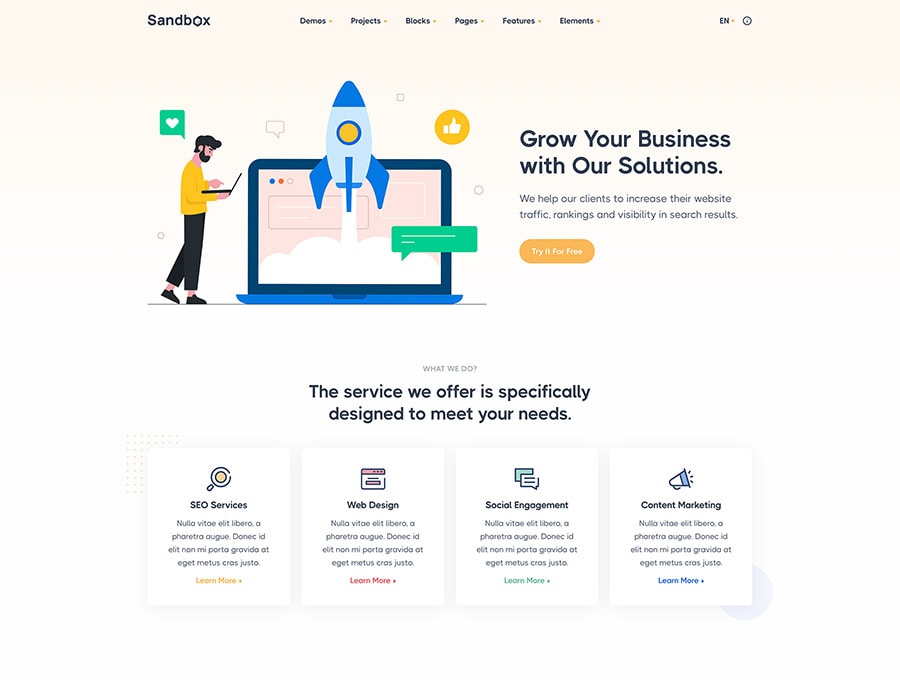 Sandbox
Demos
Projects
Blocks
Pages
Features
Elements
EN
Grow Your Business
with Our Solutions.
We help our clients to increase their website
traffic, rankings and visibility in search results.
Try It For Free
WHAT WE DO?
The service we offer is specifically
designed to meet your needs.
SEO Services
Nulla vitae elit libero, a
pharetra augue. Donec id
elit non mi porta gravida at
eget metus cras justo.
Learn More
Web Design
Nulla vitae elit libero, a
pharetra augue. Donec id
elit non mi porta gravida at
eget metus cras justo.
Learn More
Social Engagement
Nulla vitae elit libero, a
pharetra augue. Donec id
elit non mi porta gravida at
eget metus cras justo.
Learn More
Content Marketing
Nulla vitae elit libero, a
pharetra augue. Donec id
elit non mi porta gravida at
eget metus cras justo.
Learn More